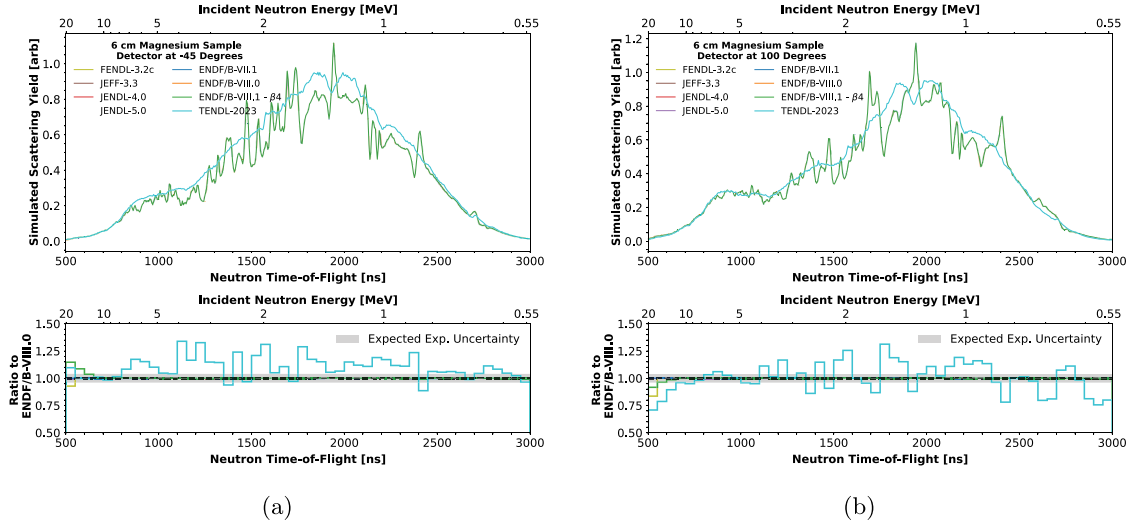 Incident Neutron Energy [MeV]
20 10 5 2 1 0.55
6 cm Magnesium Sample
Detector at -45 Degrees
FENDL-3.2c ENDF/B-VII.1
JEFF-3.3 ENDF/B-VIII.0
JENDL-4.0 ENDF/B-VIII.1 - β4
JENDL-5.0 TENDL-2023
Simulated Scattering Yield [arb]
1.0
0.8
0.6
0.4
0.2
0.0
500 1000 1500 2000 2500 3000
Neutron Time-of-Flight [ns]
Incident Neutron Energy [MeV]
20 10 5 2 1 0.55
Expected Exp. Uncertainty
Ratio to
ENDF/B-VIII.0
1.50
1.25
1.00
0.75
0.50
500 1000 1500 2000 2500 3000
Neutron Time-of-Flight [ns]
(a)
Incident Neutron Energy [MeV]
20 10 5 2 1 0.55
6 cm Magnesium Sample
Detector at 100 Degrees
FENDL-3.2c ENDF/B-VII.1
JEFF-3.3 ENDF/B-VIII.0
JENDL-4.0 ENDF/B-VIII.1 - β4
JENDL-5.0 TENDL-2023
Simulated Scattering Yield [arb]
1.2
1.0
0.8
0.6
0.4
0.2
0.0
500 1000 1500 2000 2500 3000
Neutron Time-of-Flight [ns]
Incident Neutron Energy [MeV]
20 10 5 2 1 0.55
Expected Exp. Uncertainty
Ratio to
ENDF/B-VIII.0
1.50
1.25
1.00
0.75
0.50
500 1000 1500 2000 2500 3000
Neutron Time-of-Flight [ns]
(b)